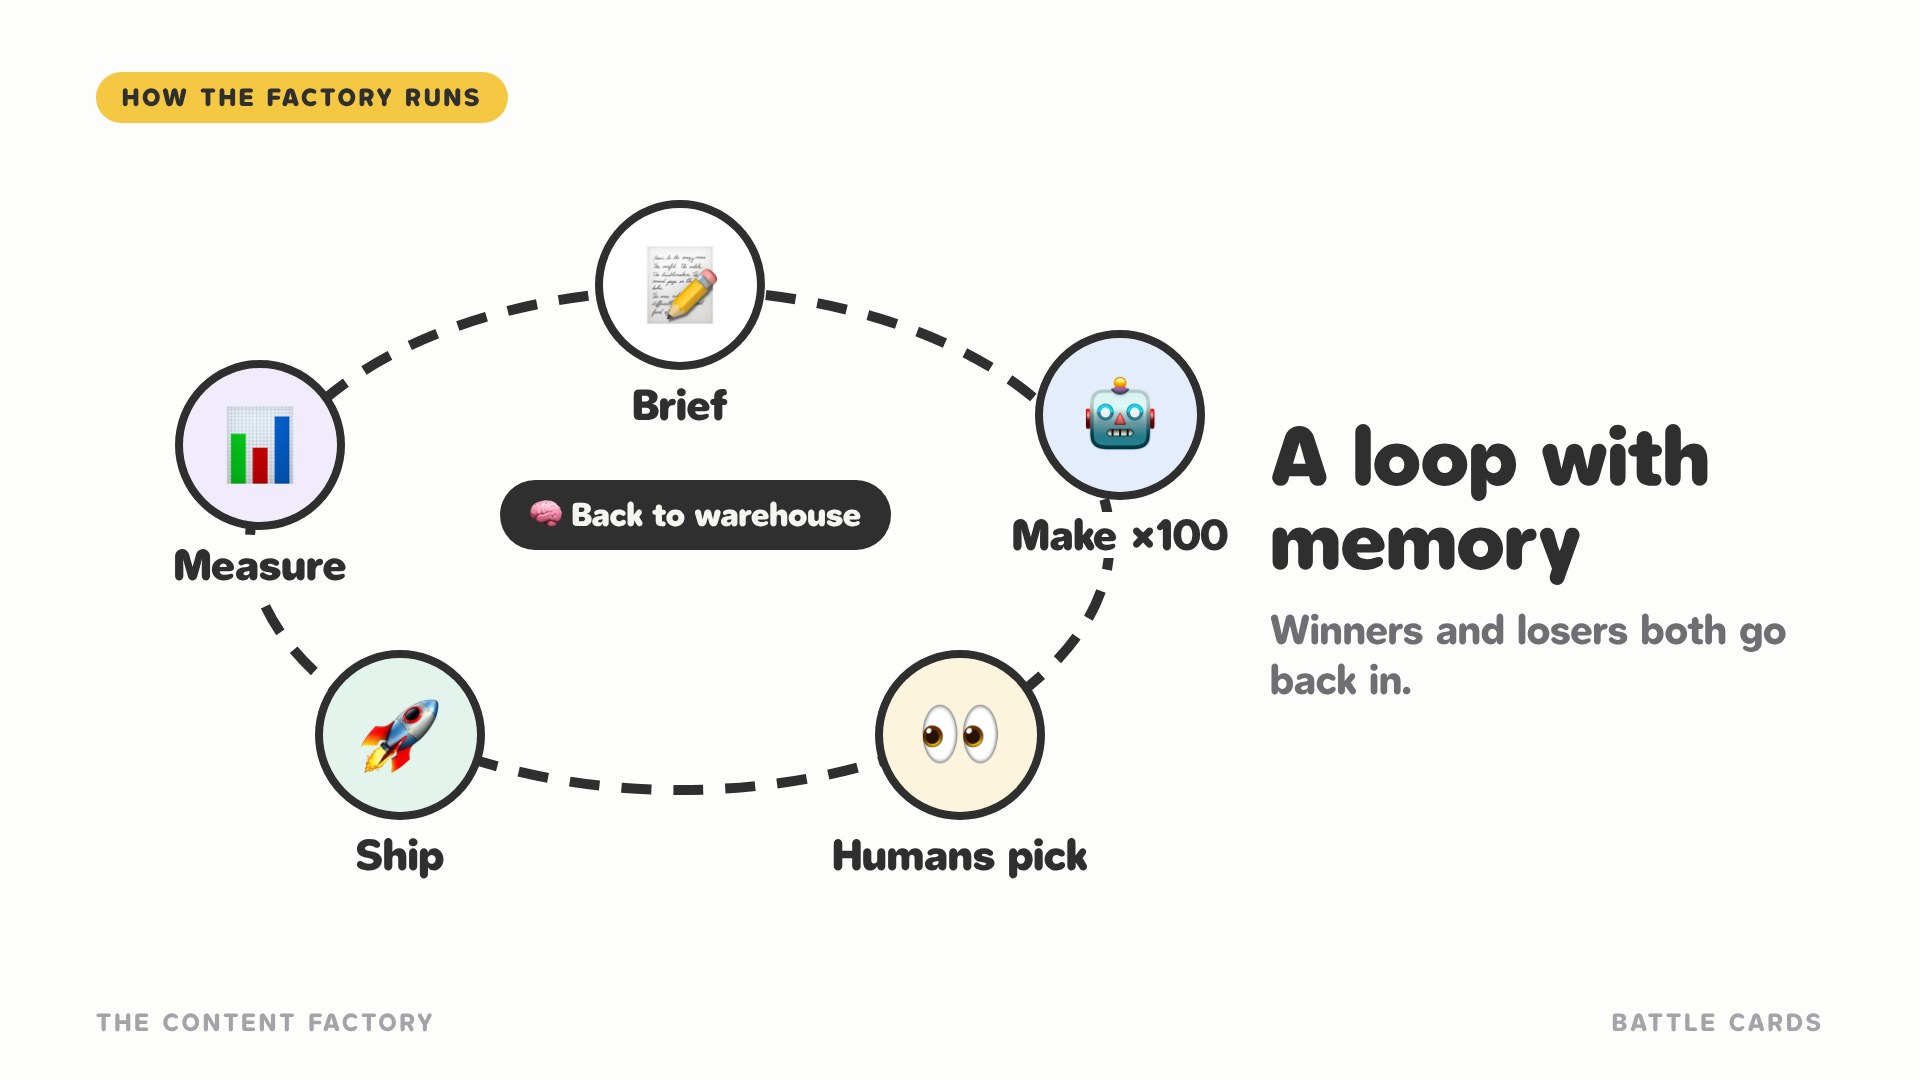 HOW THE FACTORY RUNS
Brief
Make ×100
Humans pick
Ship
Measure
Back to warehouse
A loop with
memory
Winners and losers both go
back in.
THE CONTENT FACTORY
BATTLE CARDS